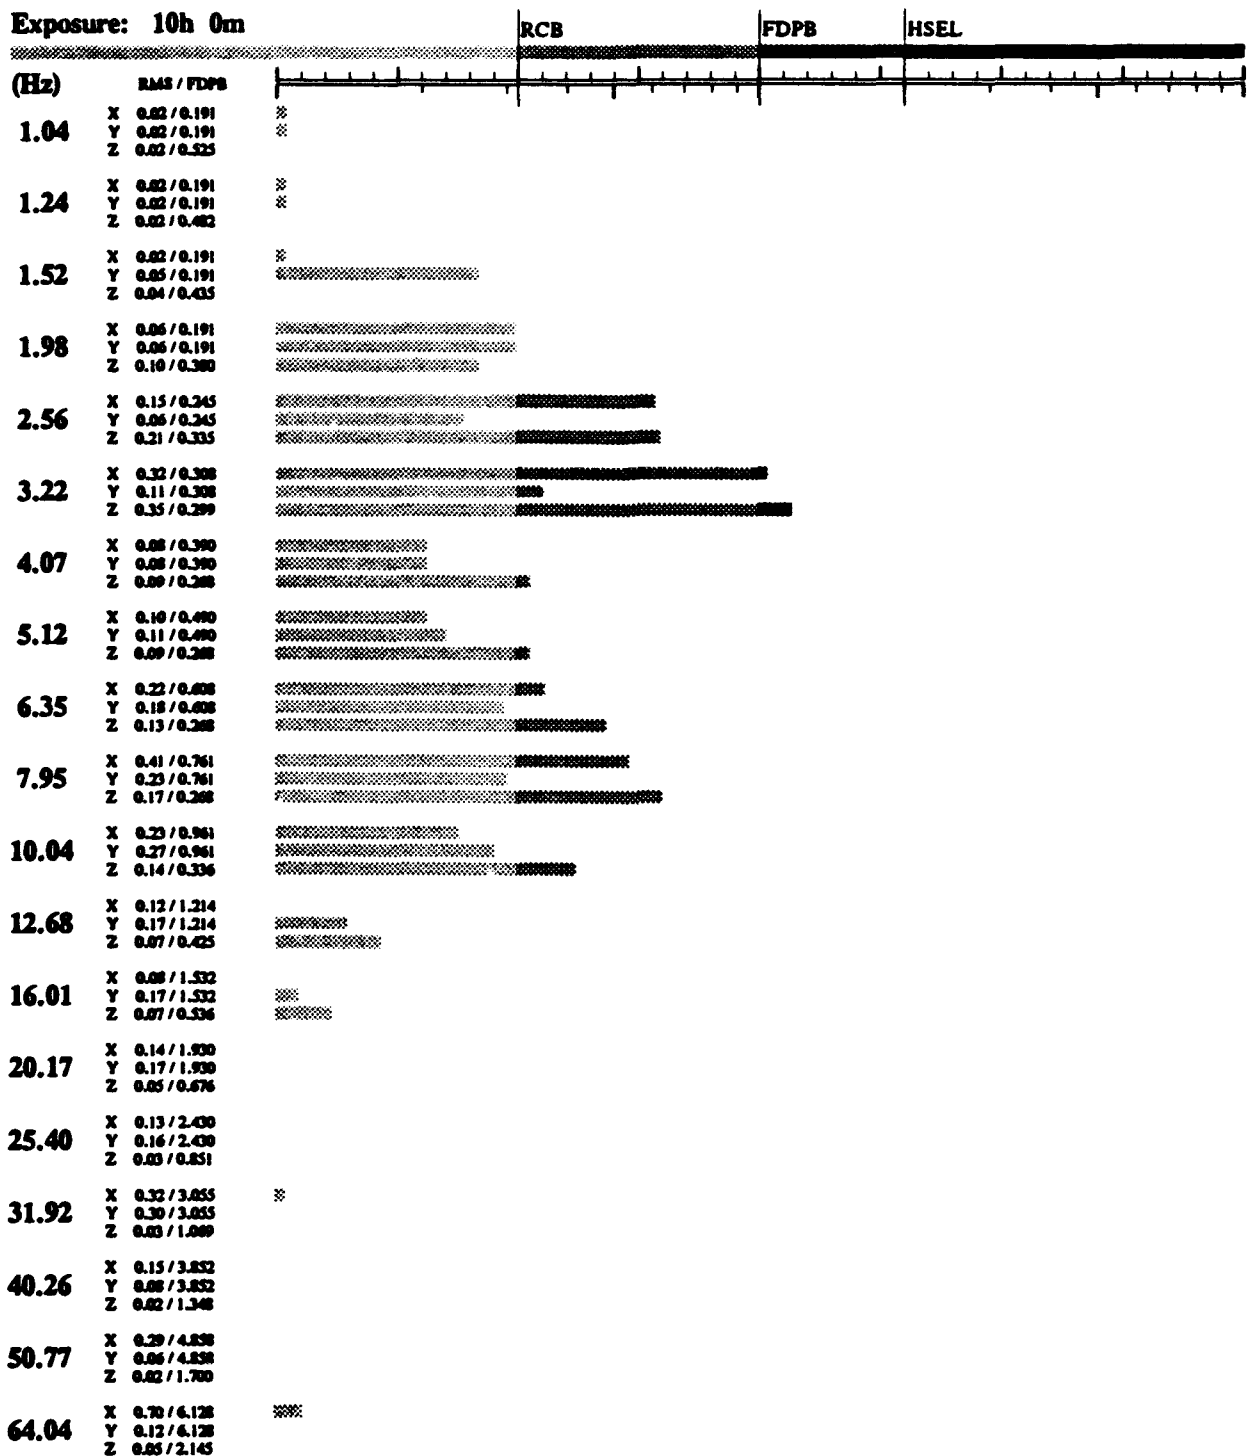 Exposure: 10h 0m
RCB FDPB HSEL
(Hz) RMS / FDPB
X 0.02 / 0.191
1.04 Y 0.02 / 0.191
Z 0.02 / 0.525
X 0.02 / 0.191
1.24 Y 0.02 / 0.191
Z 0.02 / 0.482
X 0.02 / 0.191
1.52 Y 0.05 / 0.191
Z 0.04 / 0.435
X 0.06 / 0.191
1.98 Y 0.06 / 0.191
Z 0.10 / 0.380
X 0.15 / 0.245
2.56 Y 0.06 / 0.245
Z 0.21 / 0.335
X 0.32 / 0.308
3.22 Y 0.11 / 0.308
Z 0.35 / 0.299
X 0.08 / 0.390
4.07 Y 0.08 / 0.390
Z 0.09 / 0.268
X 0.10 / 0.490
5.12 Y 0.11 / 0.490
Z 0.09 / 0.268
X 0.22 / 0.608
6.35 Y 0.18 / 0.608
Z 0.13 / 0.268
X 0.41 / 0.761
7.95 Y 0.23 / 0.761
Z 0.17 / 0.268
X 0.23 / 0.961
10.04 Y 0.27 / 0.961
Z 0.14 / 0.336
X 0.12 / 1.214
12.68 Y 0.17 / 1.214
Z 0.07 / 0.425
X 0.08 / 1.532
16.01 Y 0.17 / 1.532
Z 0.07 / 0.536
X 0.14 / 1.930
20.17 Y 0.17 / 1.930
Z 0.05 / 0.676
X 0.13 / 2.430
25.40 Y 0.16 / 2.430
Z 0.03 / 0.851
X 0.32 / 3.055
31.92 Y 0.30 / 3.055
Z 0.03 / 1.069
X 0.15 / 3.852
40.26 Y 0.08 / 3.852
Z 0.02 / 1.348
X 0.29 / 4.858
50.77 Y 0.06 / 4.858
Z 0.02 / 1.700
X 0.70 / 6.128
64.04 Y 0.12 / 6.128
Z 0.05 / 2.145